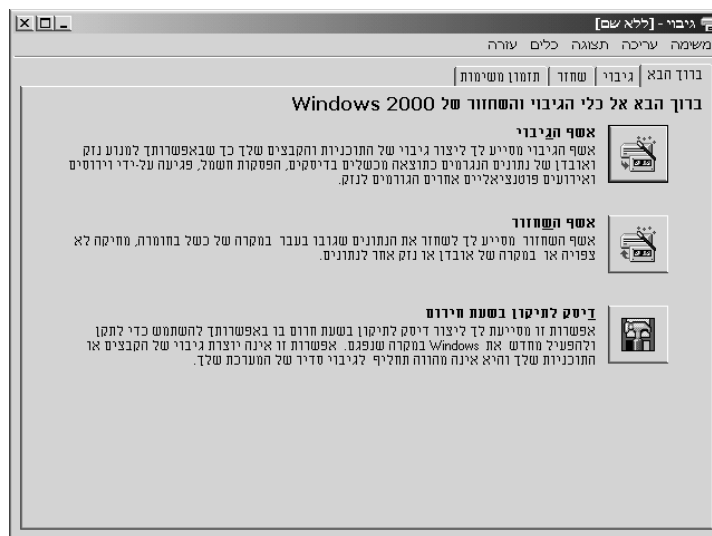 גיבוי - [ללא שם]
משימה עריכה תצוגה כלים עזרה
ברוך הבא גיבוי שחזר תזמון משימות
ברוך הבא אל כלי הגיבוי והשחזור של Windows 2000
אשף הגיבוי
אשף הגיבוי מסייע לך ליצור גיבוי של התוכניות והקבצים שלך כך שבאפשרותך למנוע נזק
ואובדן של נתונים הנגרמים כתוצאה מכשלים בדיסקים, הפסקות חשמל, פגיעה על-ידי וירוסים
ואירועים פוטנציאליים אחרים הגורמים לנזק.
אשף השחזור
אשף השחזור מסייע לך לשחזר את הנתונים שגובו בעבר במקרה של כשל בחומרה, מחיקה לא
צפויה או במקרה של אובדן או נזק אחר לנתונים.
דיסק לתיקון בשעת חירום
אפשרות זו מסייעת לך ליצור דיסק לתיקון בשעת חרום בו באפשרותך להשתמש כדי לתקן
ולהפעיל מחדש את Windows במקרה שנפגם. אפשרות זו אינה יוצרת גיבוי של הקבצים או
התוכניות שלך והיא אינה מהווה תחליף לגיבוי סדיר של המערכת שלך.